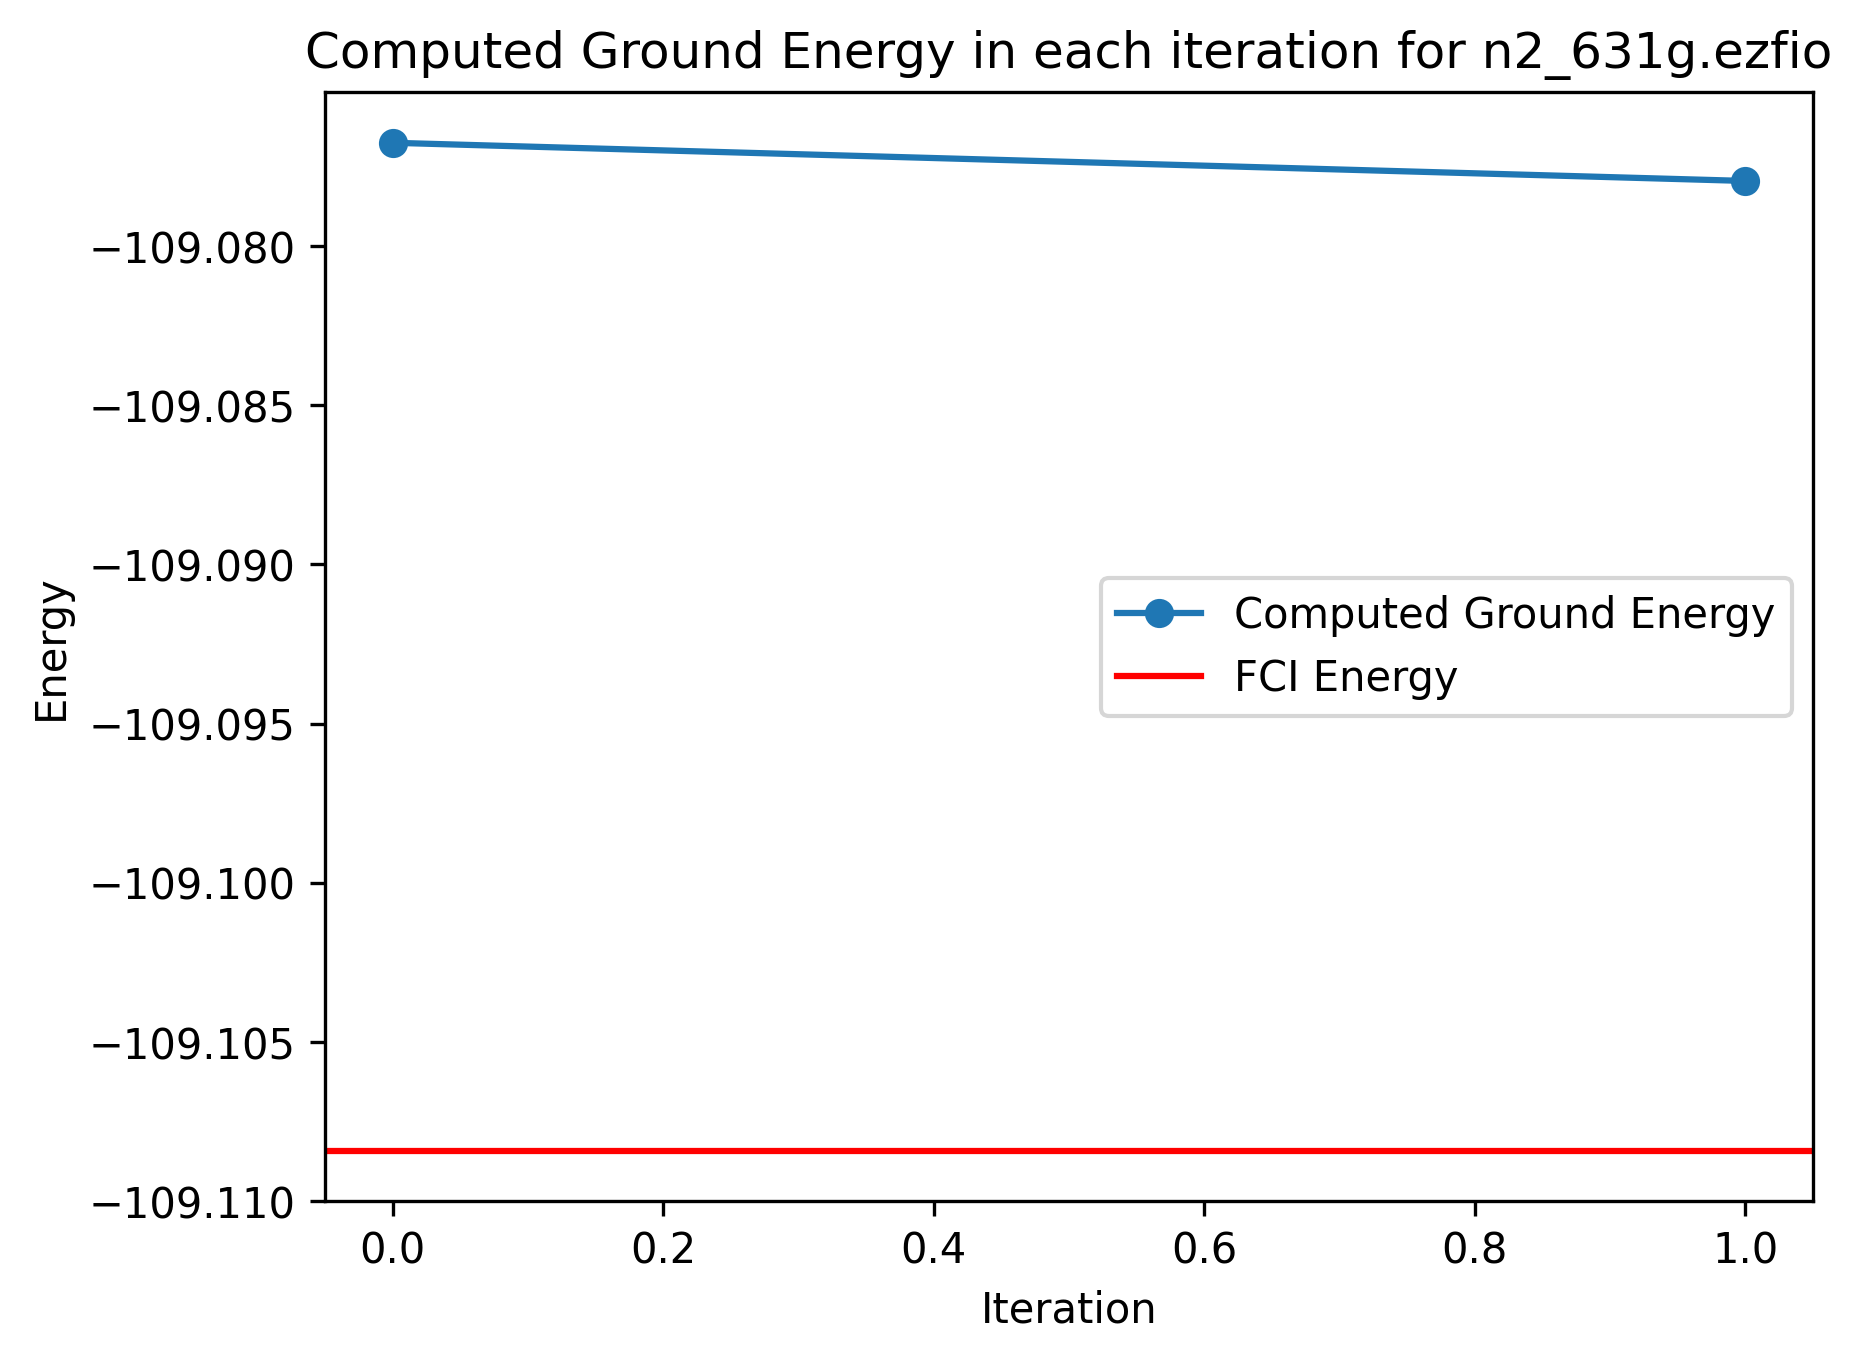 Computed Ground Energy in each iteration for n2_631g.ezfio
−109.080
−109.085
−109.090
−109.095
−109.100
−109.105
−109.110
Energy
Computed Ground Energy
FCI Energy
0.0 0.2 0.4 0.6 0.8 1.0
Iteration